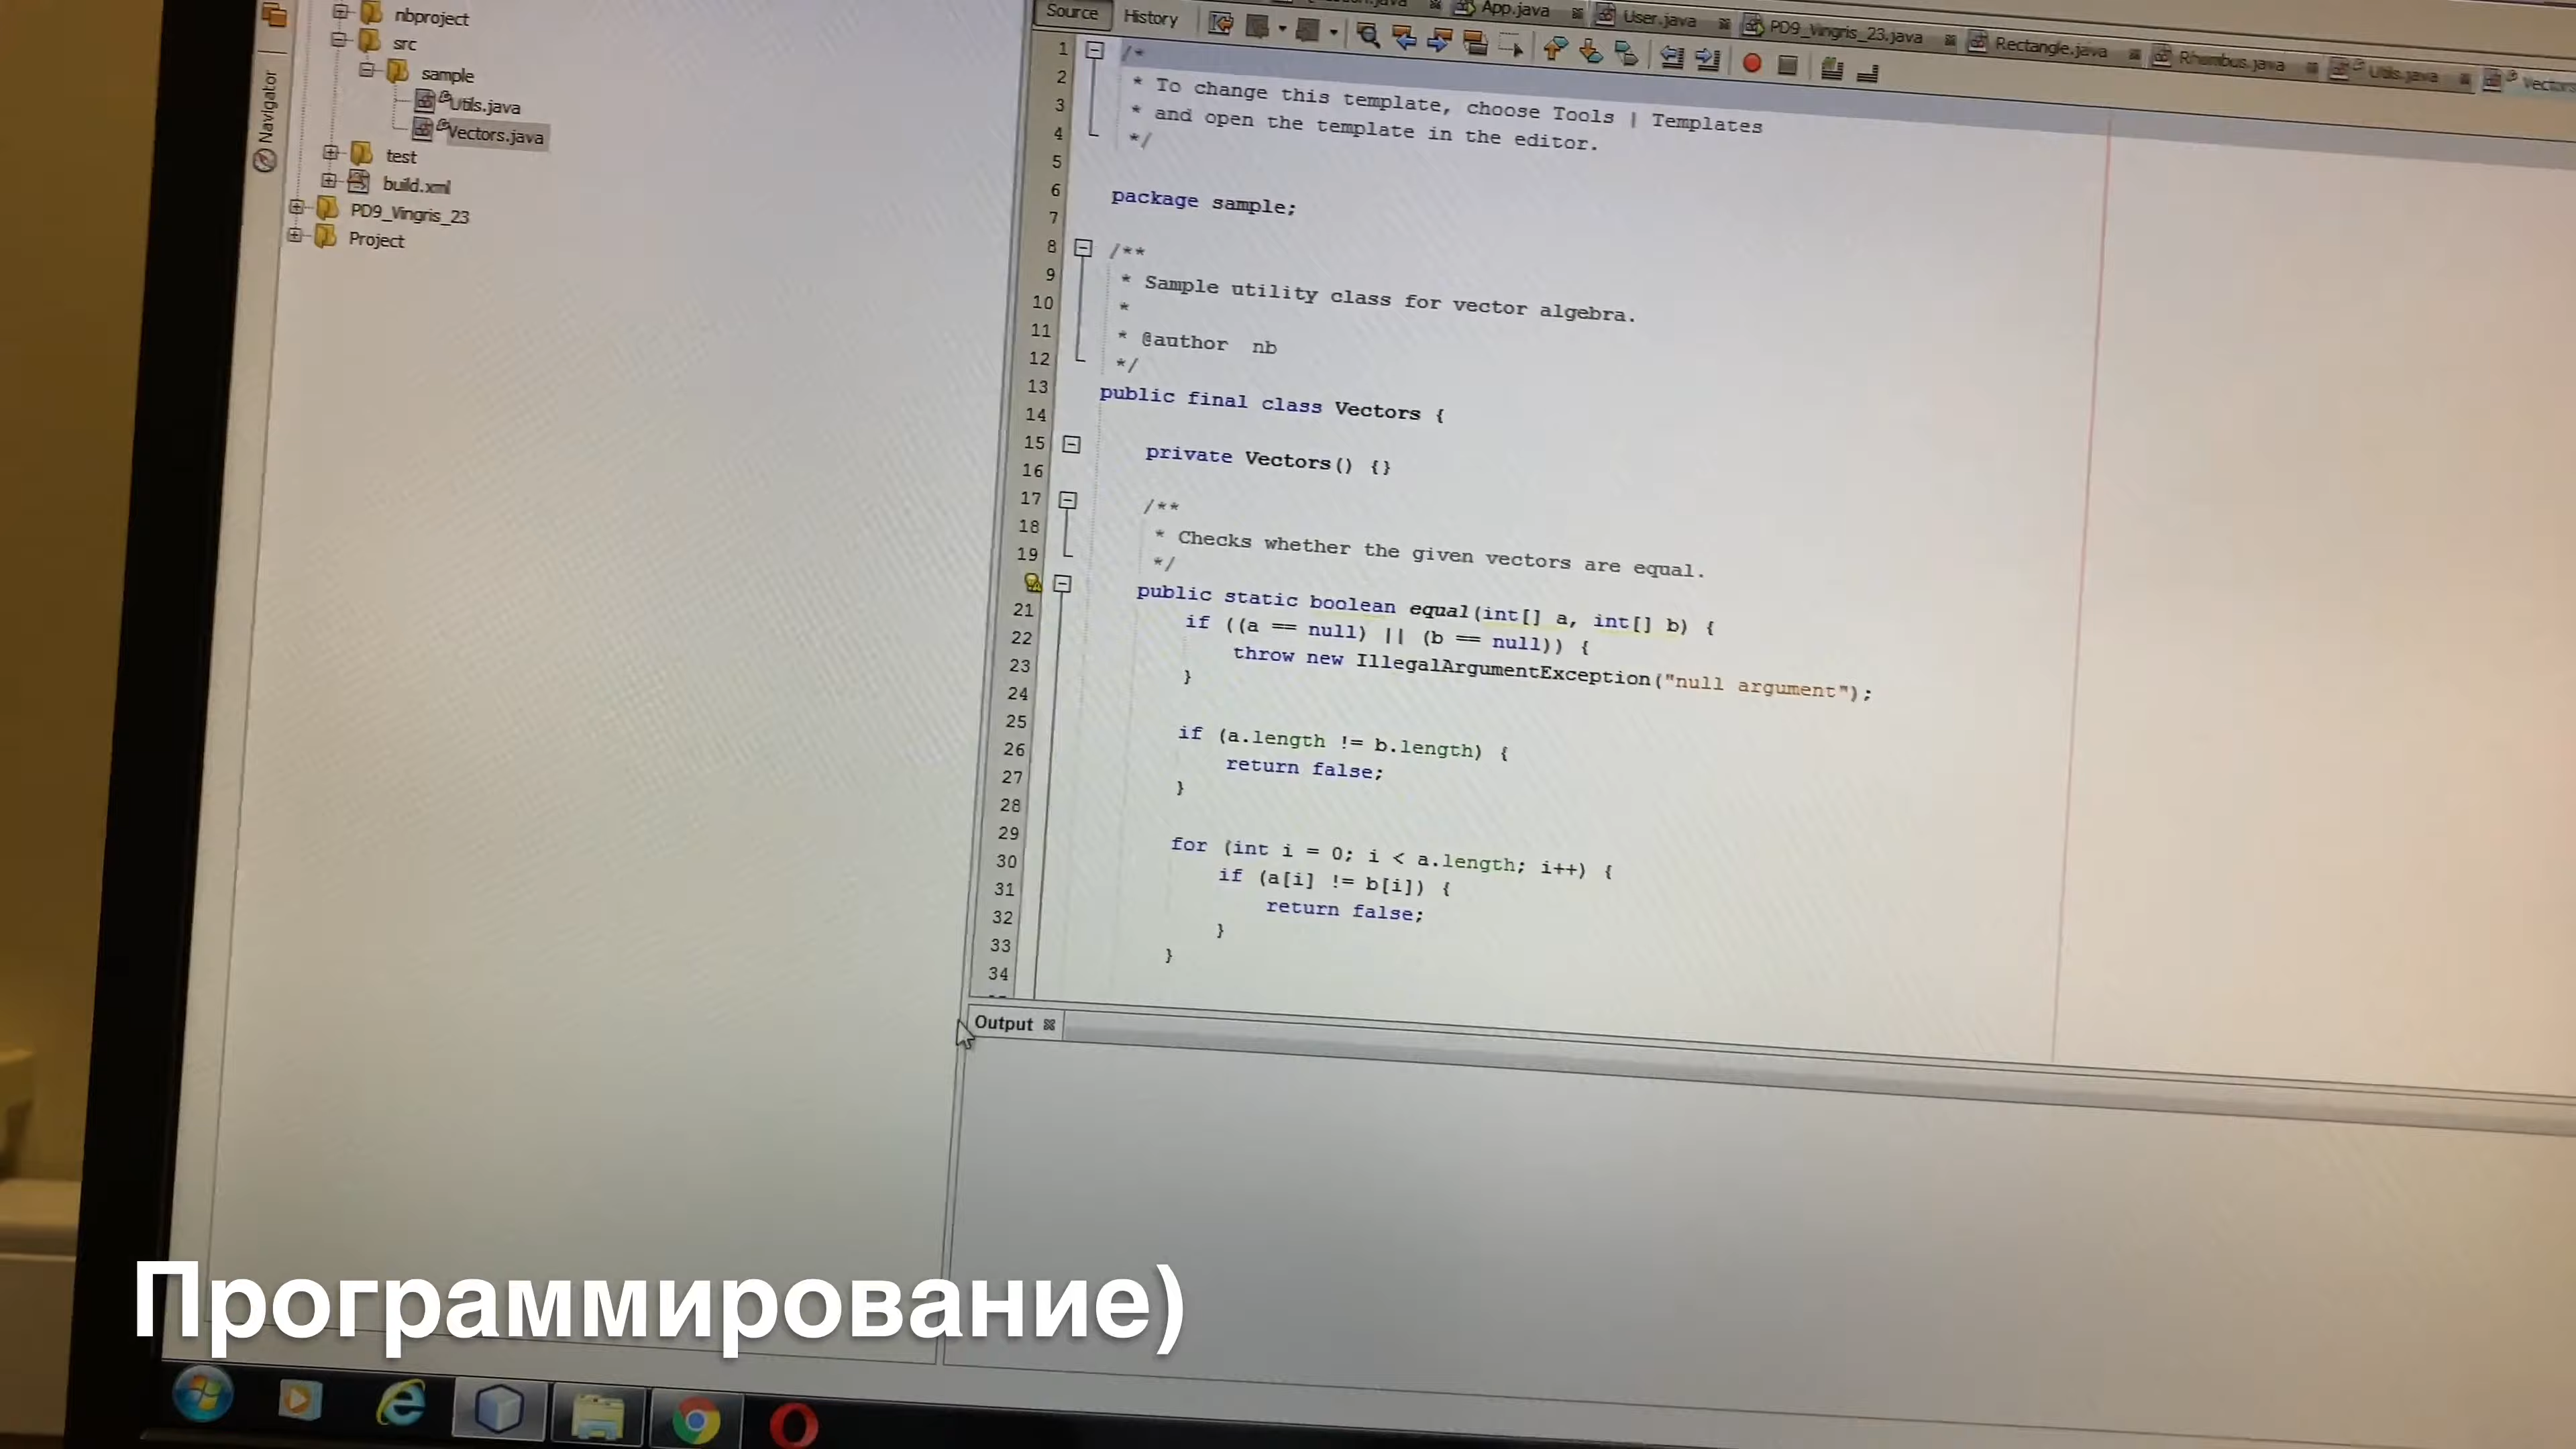 nbproject
src
sample
Utils.java
Vectors.java
test
build.xml
PD9_Vingris_23
Project
Navigator
App.java
User.java
PD9_Vingris_23.java
Rectangle.java
Rhombus.java
Utils.java
Vectors
Source
History
1 /*
2 * To change this template, choose Tools | Templates
3 * and open the template in the editor.
4 */
5
6 package sample;
7
8 /**
9 * Sample utility class for vector algebra.
10 *
11 * @author  nb
12 */
13 public final class Vectors {
14
15 private Vectors() {}
16
17 /**
18 * Checks whether the given vectors are equal.
19 */
public static boolean equal(int[] a, int[] b) {
21 if ((a == null) || (b == null)) {
22 throw new IllegalArgumentException("null argument");
23 }
24
25 if (a.length != b.length) {
26 return false;
27 }
28
29 for (int i = 0; i < a.length; i++) {
30 if (a[i] != b[i]) {
31 return false;
32 }
33 }
34
Output
Программирование)